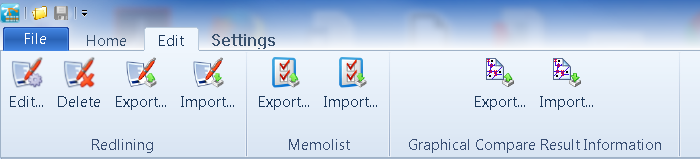 File Home Edit Settings
Edit... Delete Export... Import... Export... Import... Export... Import...
Redlining Memolist Graphical Compare Result Information